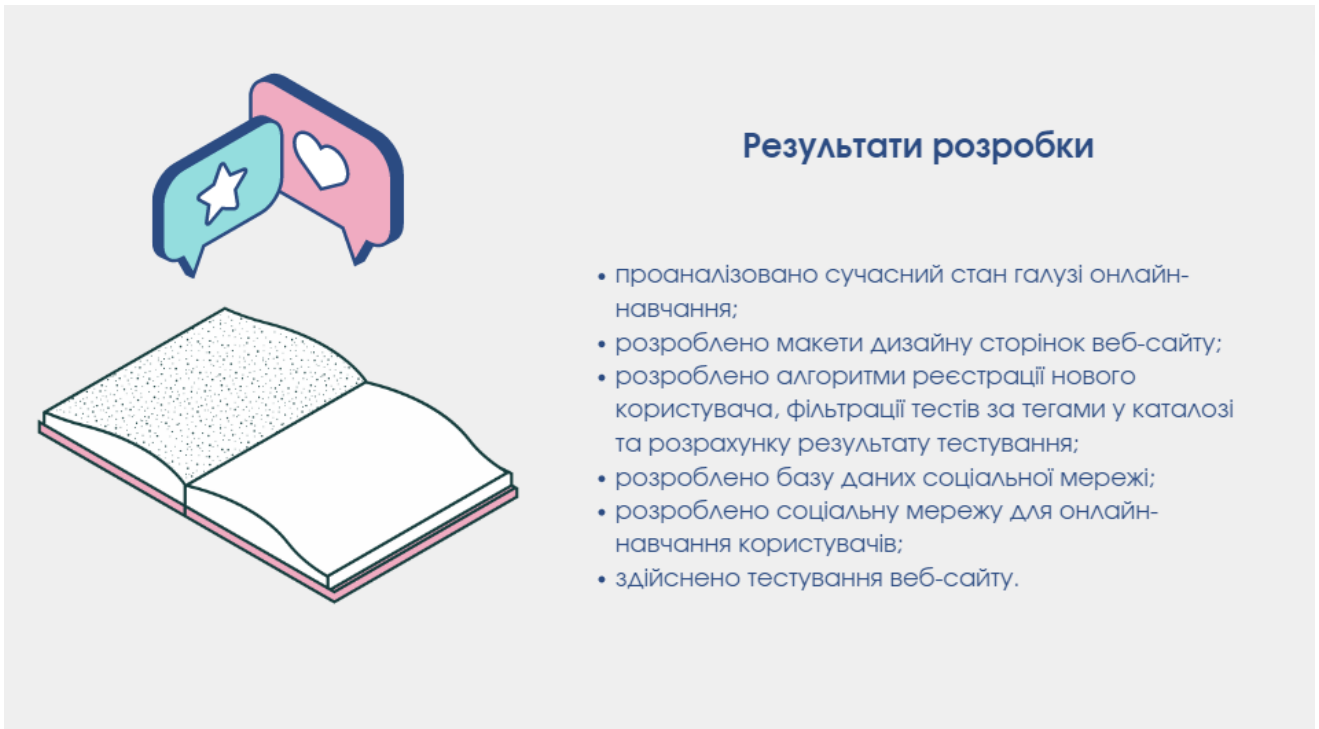 Результати розробки
• проаналізовано сучасний стан галузі онлайн-
навчання;
• розроблено макети дизайну сторінок веб-сайту;
• розроблено алгоритми реєстрації нового
користувача, фільтрації тестів за тегами у каталозі
та розрахунку результату тестування;
• розроблено базу даних соціальної мережі;
• розроблено соціальну мережу для онлайн-
навчання користувачів;
• здійснено тестування веб-сайту.